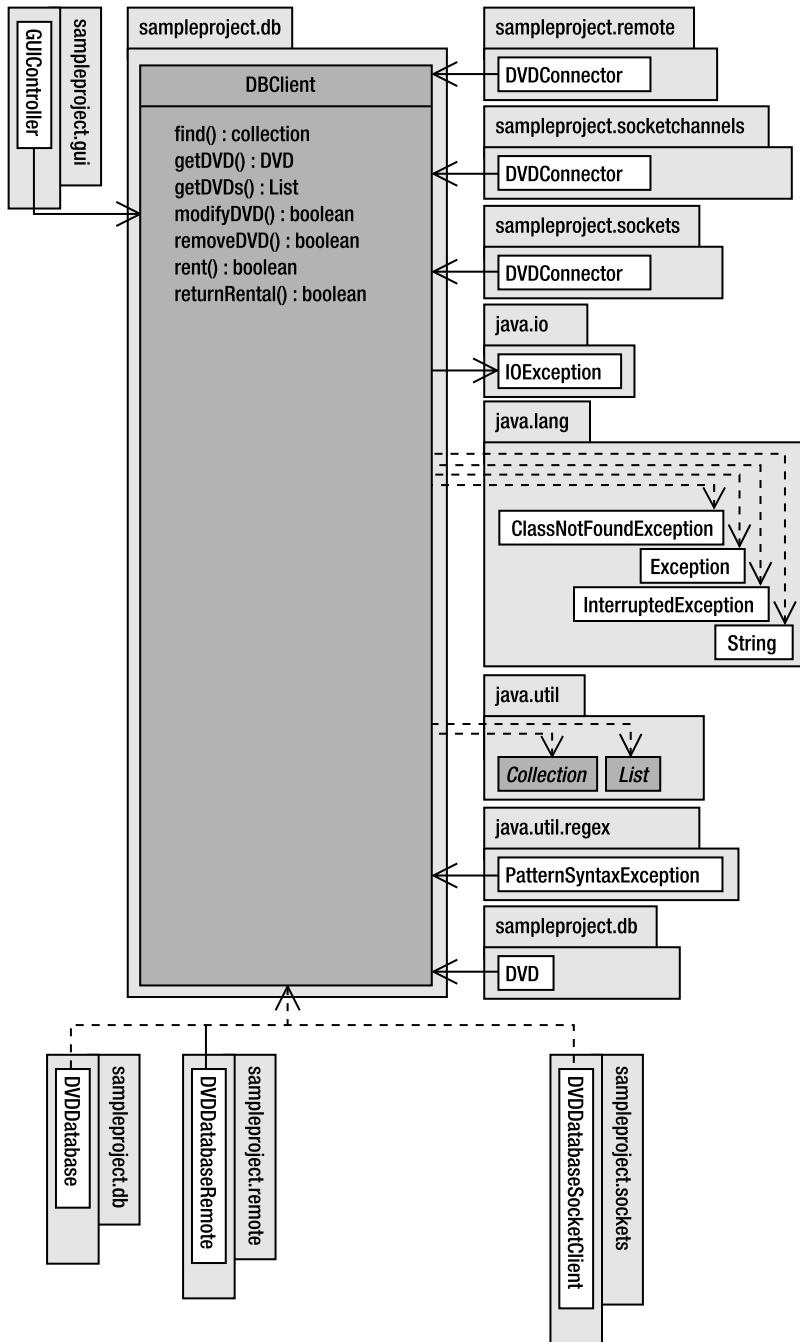 GUIController
sampleproject.gui
sampleproject.db
DBClient
find() : collection
getDVD() : DVD
getDVDs() : List
modifyDVD() : boolean
removeDVD() : boolean
rent() : boolean
returnRental() : boolean
sampleproject.remote
DVDConnector
sampleproject.socketchannels
DVDConnector
sampleproject.sockets
DVDConnector
java.io
IOException
java.lang
ClassNotFoundException
Exception
InterruptedException
String
java.util
Collection
List
java.util.regex
PatternSyntaxException
sampleproject.db
DVD
DVDDatabase
sampleproject.db
DVDDatabaseRemote
sampleproject.remote
DVDDatabaseSocketClient
sampleproject.sockets